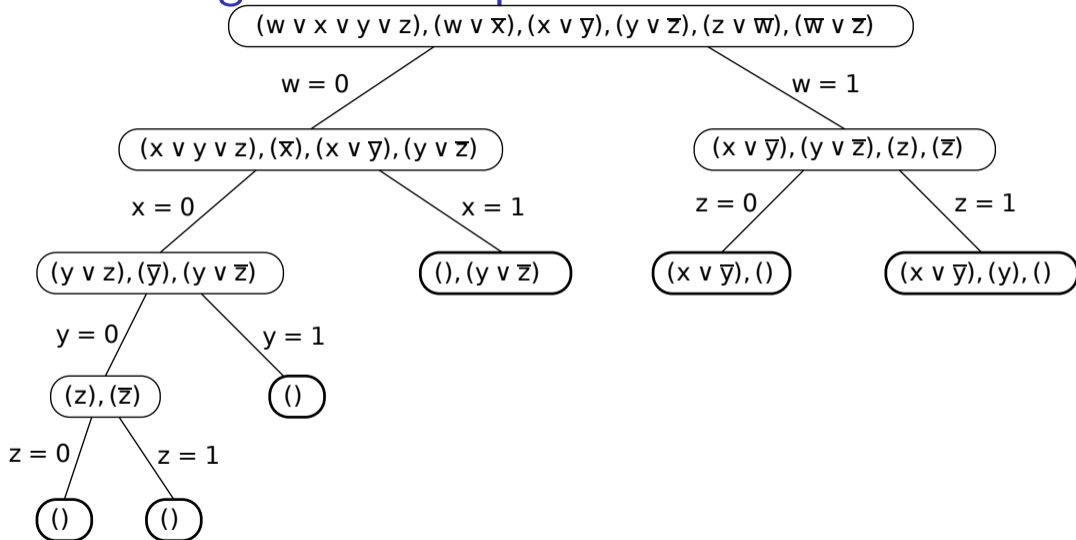 (w ∨ x ∨ y ∨ z), (w ∨ x̅), (x ∨ y̅), (y ∨ z̅), (z ∨ w̅), (w̅ ∨ z̅)
w = 0
w = 1
(x ∨ y ∨ z), (x̅), (x ∨ y̅), (y ∨ z̅)
(x ∨ y̅), (y ∨ z̅), (z), (z̅)
x = 0
x = 1
z = 0
z = 1
(y ∨ z), (y̅), (y ∨ z̅)
(), (y ∨ z̅)
(x ∨ y̅), ()
(x ∨ y̅), (y), ()
y = 0
y = 1
(z), (z̅)
()
z = 0
z = 1
()
()